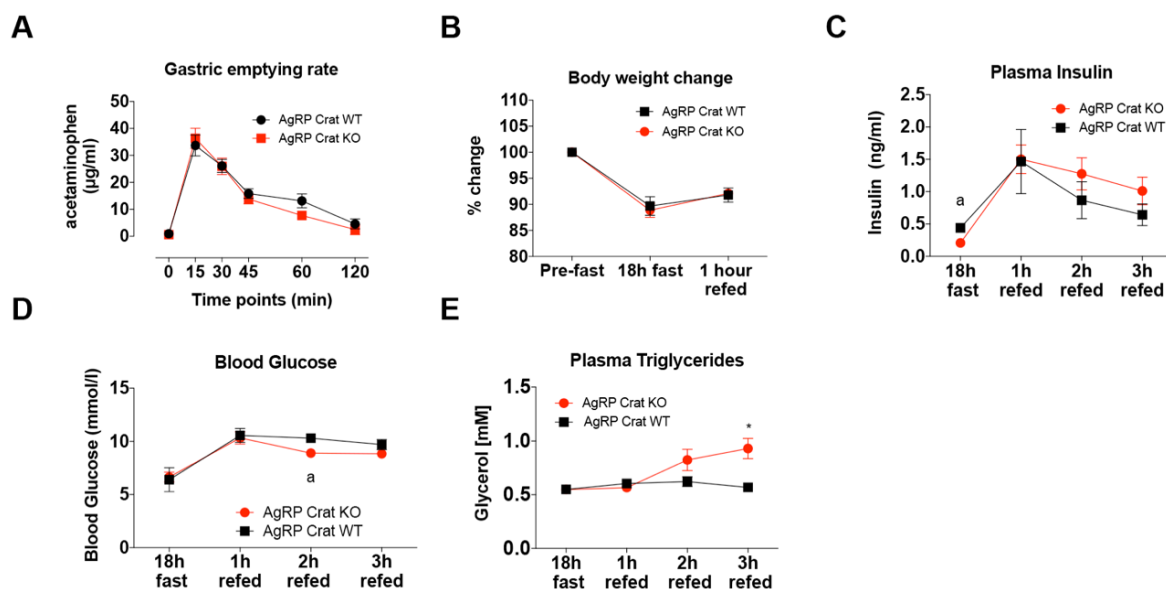 A
Gastric emptying rate
acetaminophen
(µg/ml)
50
40
30
20
10
0
AgRP Crat WT
AgRP Crat KO
0 15 30 45 60 120
Time points (min)
B
Body weight change
% change
110
105
100
95
90
85
80
AgRP Crat WT
AgRP Crat KO
Pre-fast 18h fast 1 hour
refed
C
Plasma Insulin
Insulin (ng/ml)
2.5
2.0
1.5
1.0
0.5
0.0
AgRP Crat KO
AgRP Crat WT
a
18h 1h 2h 3h
fast refed refed refed
D
Blood Glucose
Blood Glucose (mmol/l)
15
10
5
0
a
AgRP Crat KO
AgRP Crat WT
18h 1h 2h 3h
fast refed refed refed
E
Plasma Triglycerides
Glycerol [mM]
1.5
1.0
0.5
0.0
AgRP Crat KO
AgRP Crat WT
*
18h 1h 2h 3h
fast refed refed refed